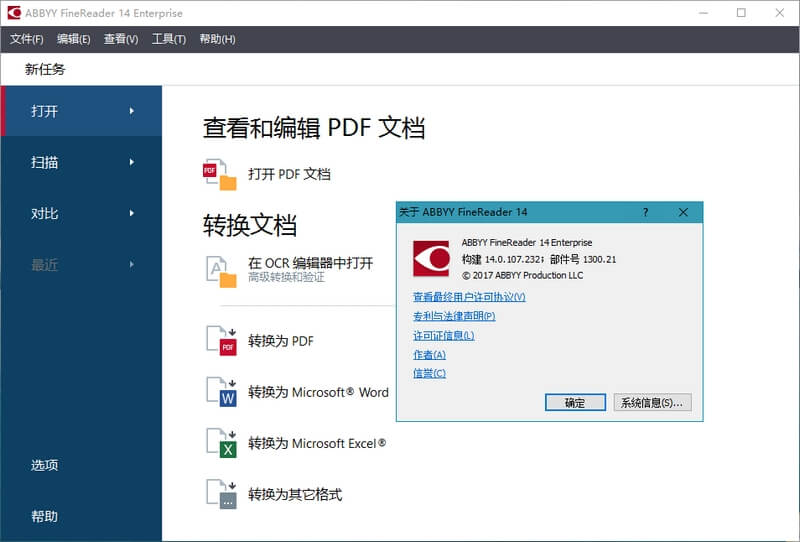 ABBYY FineReader 14 Enterprise
文件(F) 编辑(E) 查看(V) 工具(T) 帮助(H)
新任务
打开
扫描
对比
最近
选项
帮助
查看和编辑 PDF 文档
PDF
打开 PDF 文档
转换文档
A
在 OCR 编辑器中打开
高级转换和验证
PDF
转换为 PDF
W
转换为 Microsoft® Word
X
转换为 Microsoft Excel®
...
转换为其它格式
关于 ABBYY FineReader 14
?
ABBYY FineReader 14 Enterprise
构建 14.0.107.232; 部件号 1300.21
© 2017 ABBYY Production LLC
查看最终用户许可协议(V)
专利与法律声明(P)
许可证信息(L)
作者(A)
信誉(C)
确定
系统信息(S)...